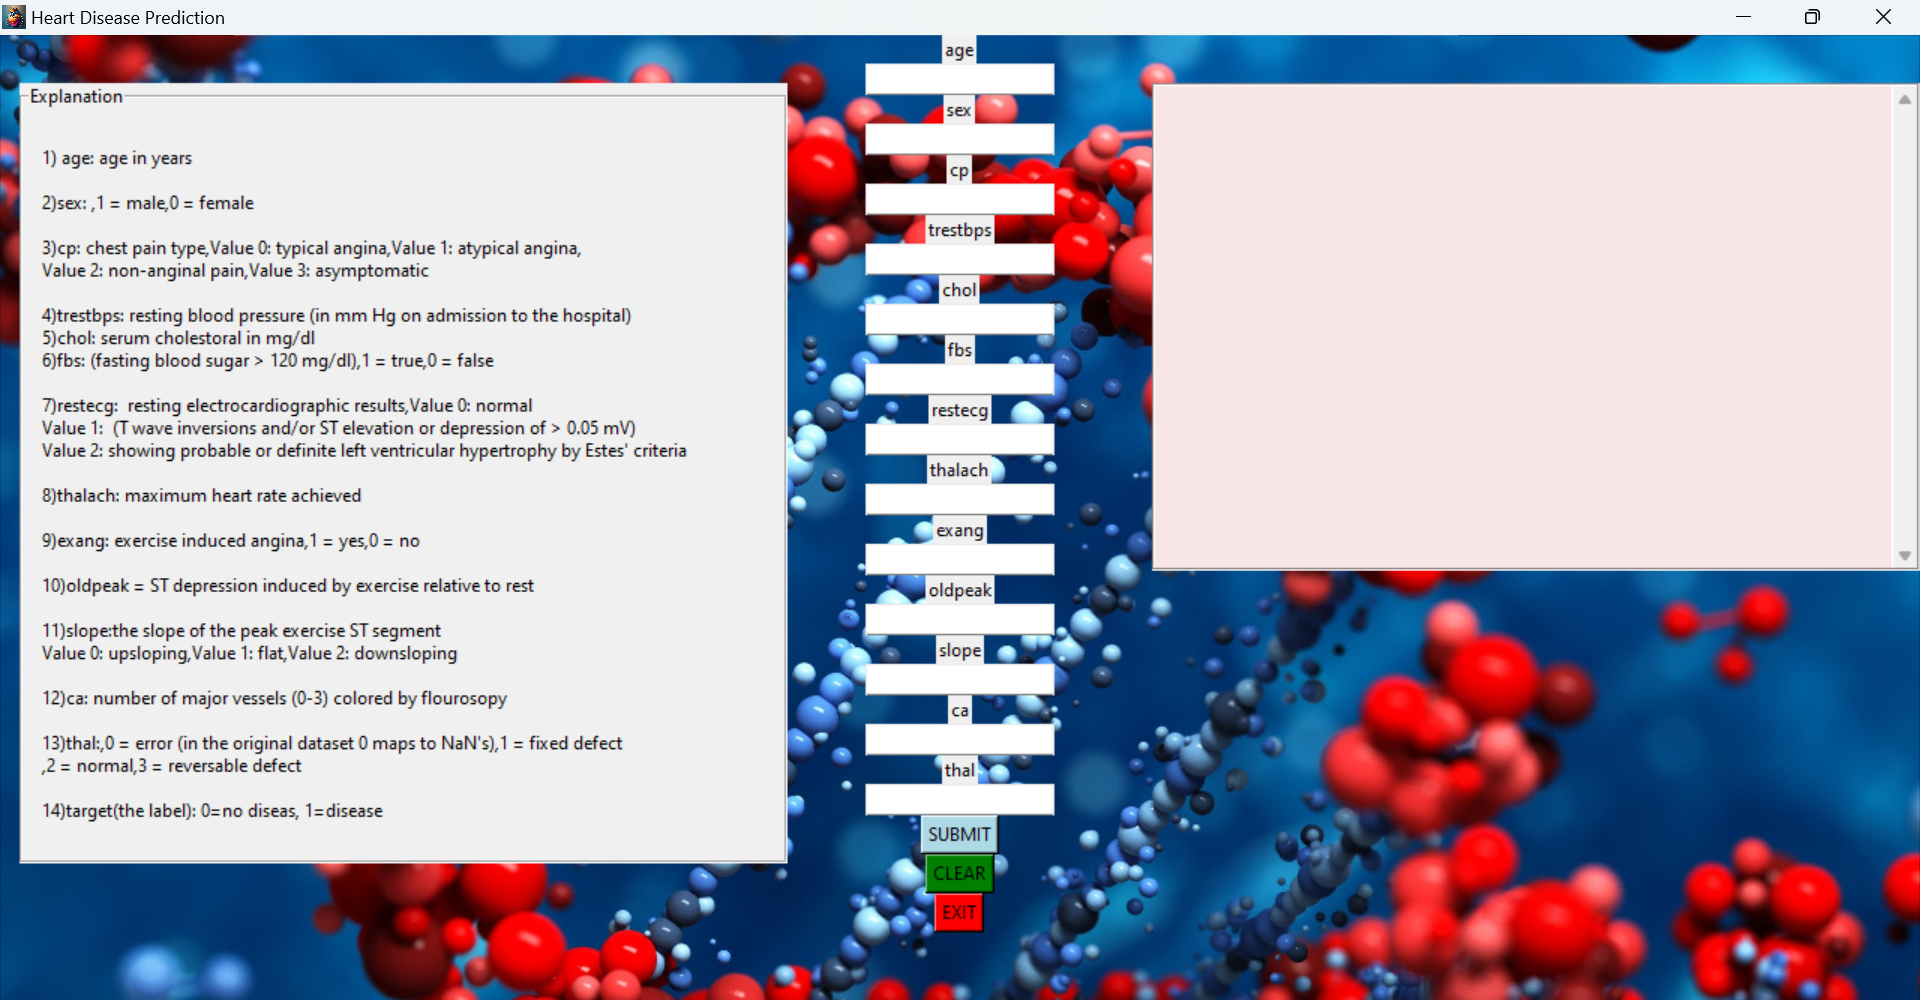 Heart Disease Prediction
Explanation
1) age: age in years
2)sex: ,1 = male,0 = female
3)cp: chest pain type,Value 0: typical angina,Value 1: atypical angina,
Value 2: non-anginal pain,Value 3: asymptomatic
4)trestbps: resting blood pressure (in mm Hg on admission to the hospital)
5)chol: serum cholestoral in mg/dl
6)fbs: (fasting blood sugar > 120 mg/dl),1 = true,0 = false
7)restecg:  resting electrocardiographic results,Value 0: normal
Value 1:  (T wave inversions and/or ST elevation or depression of > 0.05 mV)
Value 2: showing probable or definite left ventricular hypertrophy by Estes' criteria
8)thalach: maximum heart rate achieved
9)exang: exercise induced angina,1 = yes,0 = no
10)oldpeak = ST depression induced by exercise relative to rest
11)slope:the slope of the peak exercise ST segment
Value 0: upsloping,Value 1: flat,Value 2: downsloping
12)ca: number of major vessels (0-3) colored by flourosopy
13)thal:,0 = error (in the original dataset 0 maps to NaN's),1 = fixed defect
,2 = normal,3 = reversable defect
14)target(the label): 0=no diseas, 1=disease
age
sex
cp
trestbps
chol
fbs
restecg
thalach
exang
oldpeak
slope
ca
thal
SUBMIT
CLEAR
EXIT